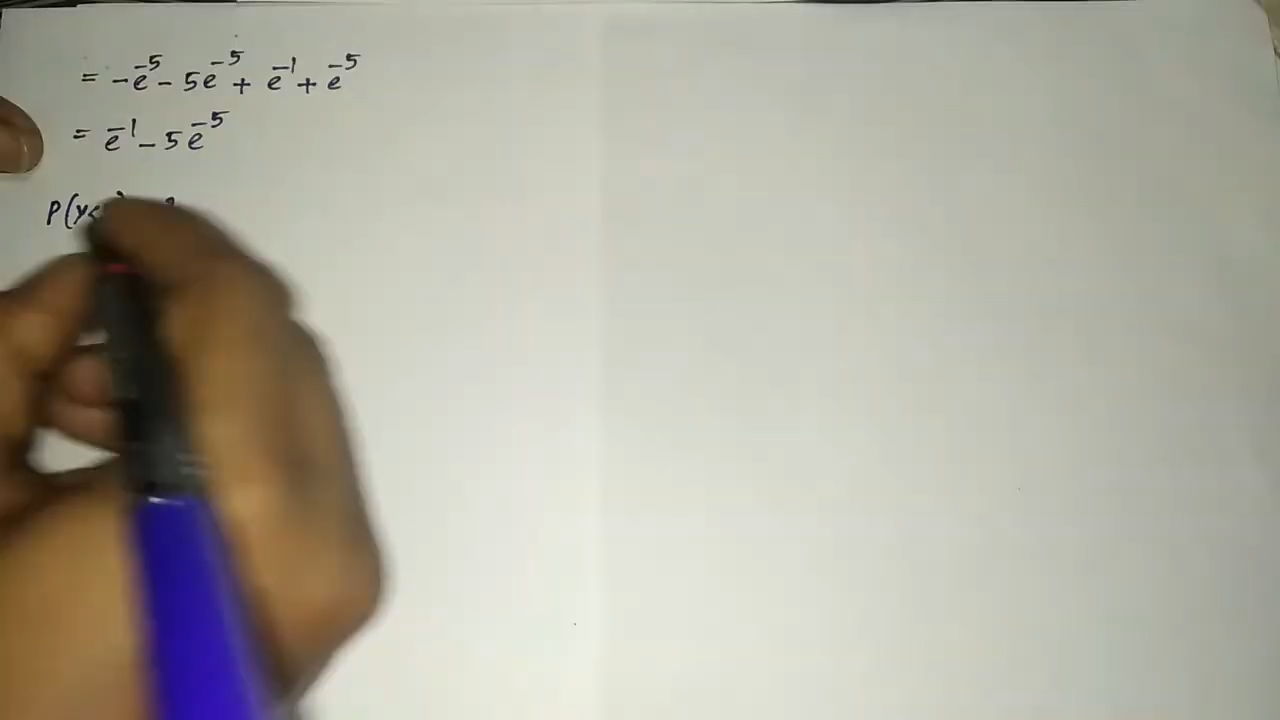 = -e^-5 - 5e^-5 + e^-1 + e^-5
= e^-1 - 5e^-5
P(y<